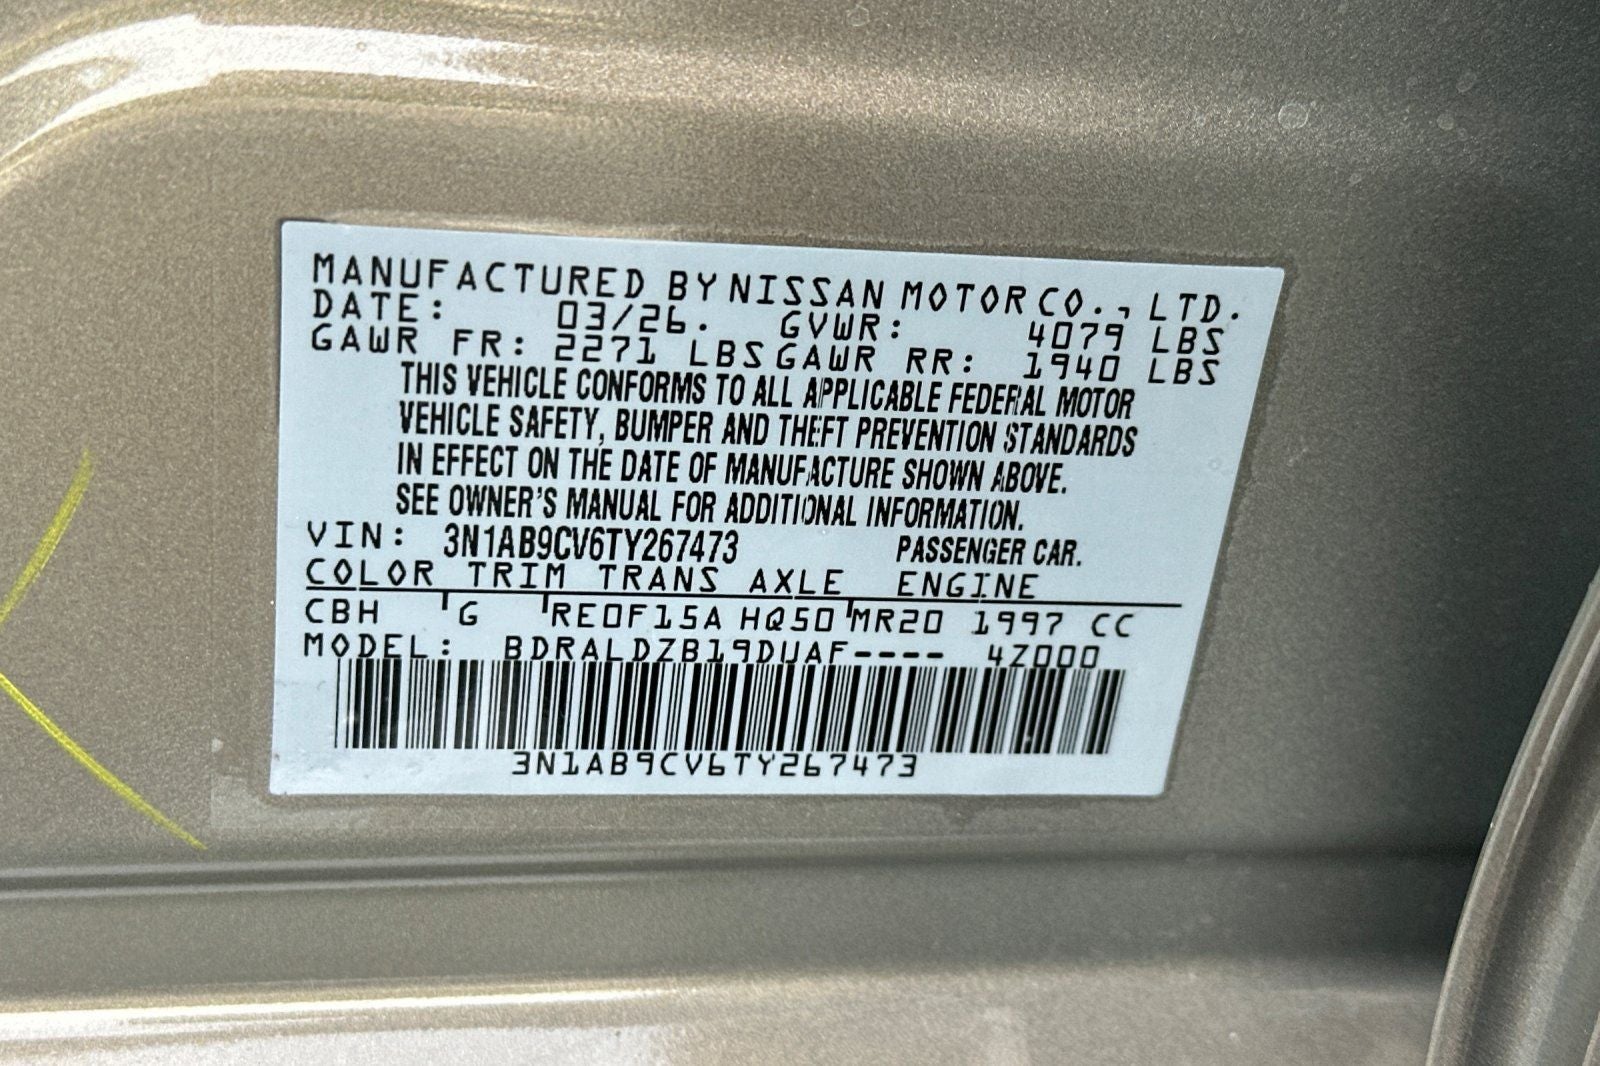 MANUFACTURED BY NISSAN MOTOR CO., LTD.
DATE: 03/26. GVWR: 4079 LBS
GAWR FR: 2271 LBS GAWR RR: 1940 LBS
THIS VEHICLE CONFORMS TO ALL APPLICABLE FEDERAL MOTOR
VEHICLE SAFETY, BUMPER AND THEFT PREVENTION STANDARDS
IN EFFECT ON THE DATE OF MANUFACTURE SHOWN ABOVE.
SEE OWNER'S MANUAL FOR ADDITIONAL INFORMATION.
VIN: 3N1AB9CV6TY267473 PASSENGER CAR.
COLOR TRIM TRANS AXLE ENGINE
CBH G RE0F15A HQ50 MR20 1997 CC
MODEL: BDRALDZB19DUAF---- 4Z000
3N1AB9CV6TY267473